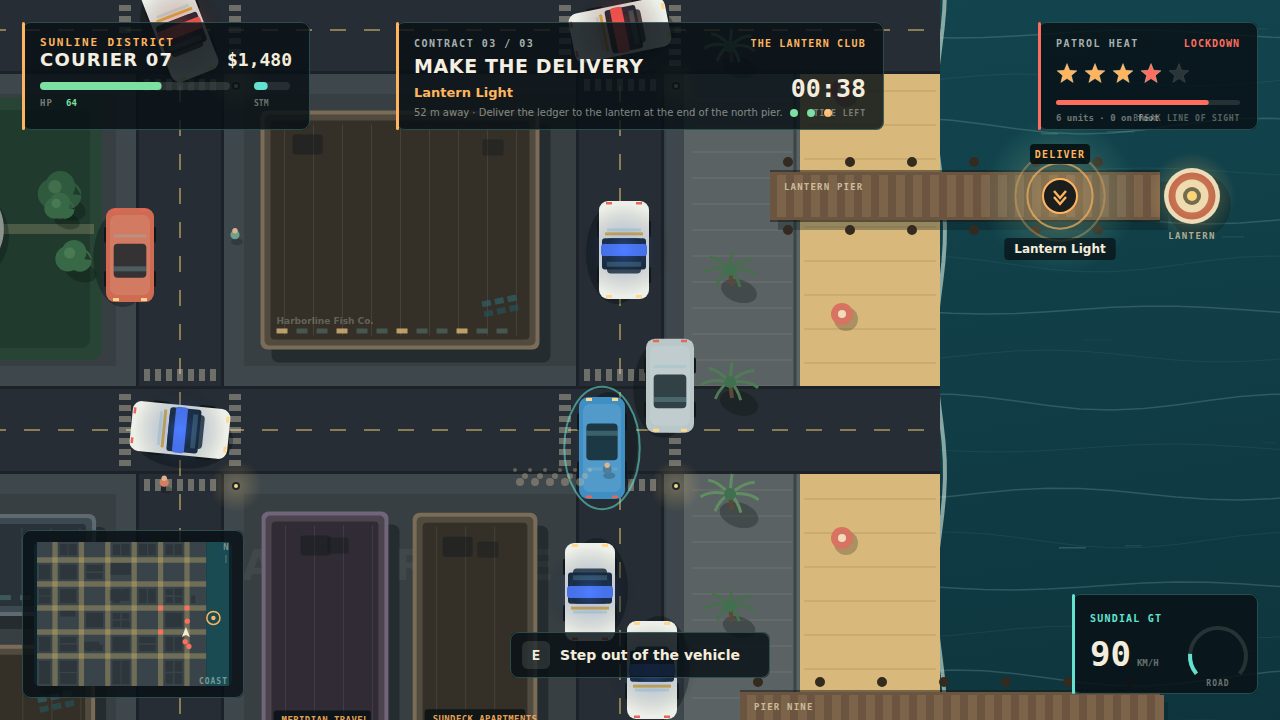 SUNLINE DISTRICT
COURIER 07
$1,480
HP 64
STM
CONTRACT 03 / 03
THE LANTERN CLUB
MAKE THE DELIVERY
00:38
Lantern Light
52 m away · Deliver the ledger to the lantern at the end of the north pier.
LEFT
PATROL HEAT
LOCKDOWN
6 units · 0 on foot
BREAK LINE OF SIGHT
DELIVER
LANTERN PIER
LANTERN
Lantern Light
Harborline Fish Co.
N
COAST
E
Step out of the vehicle
SUNDIAL GT
90 KM/H
ROAD
MERIDIAN TRAVEL
SUNDECK APARTMENTS
PIER NINE